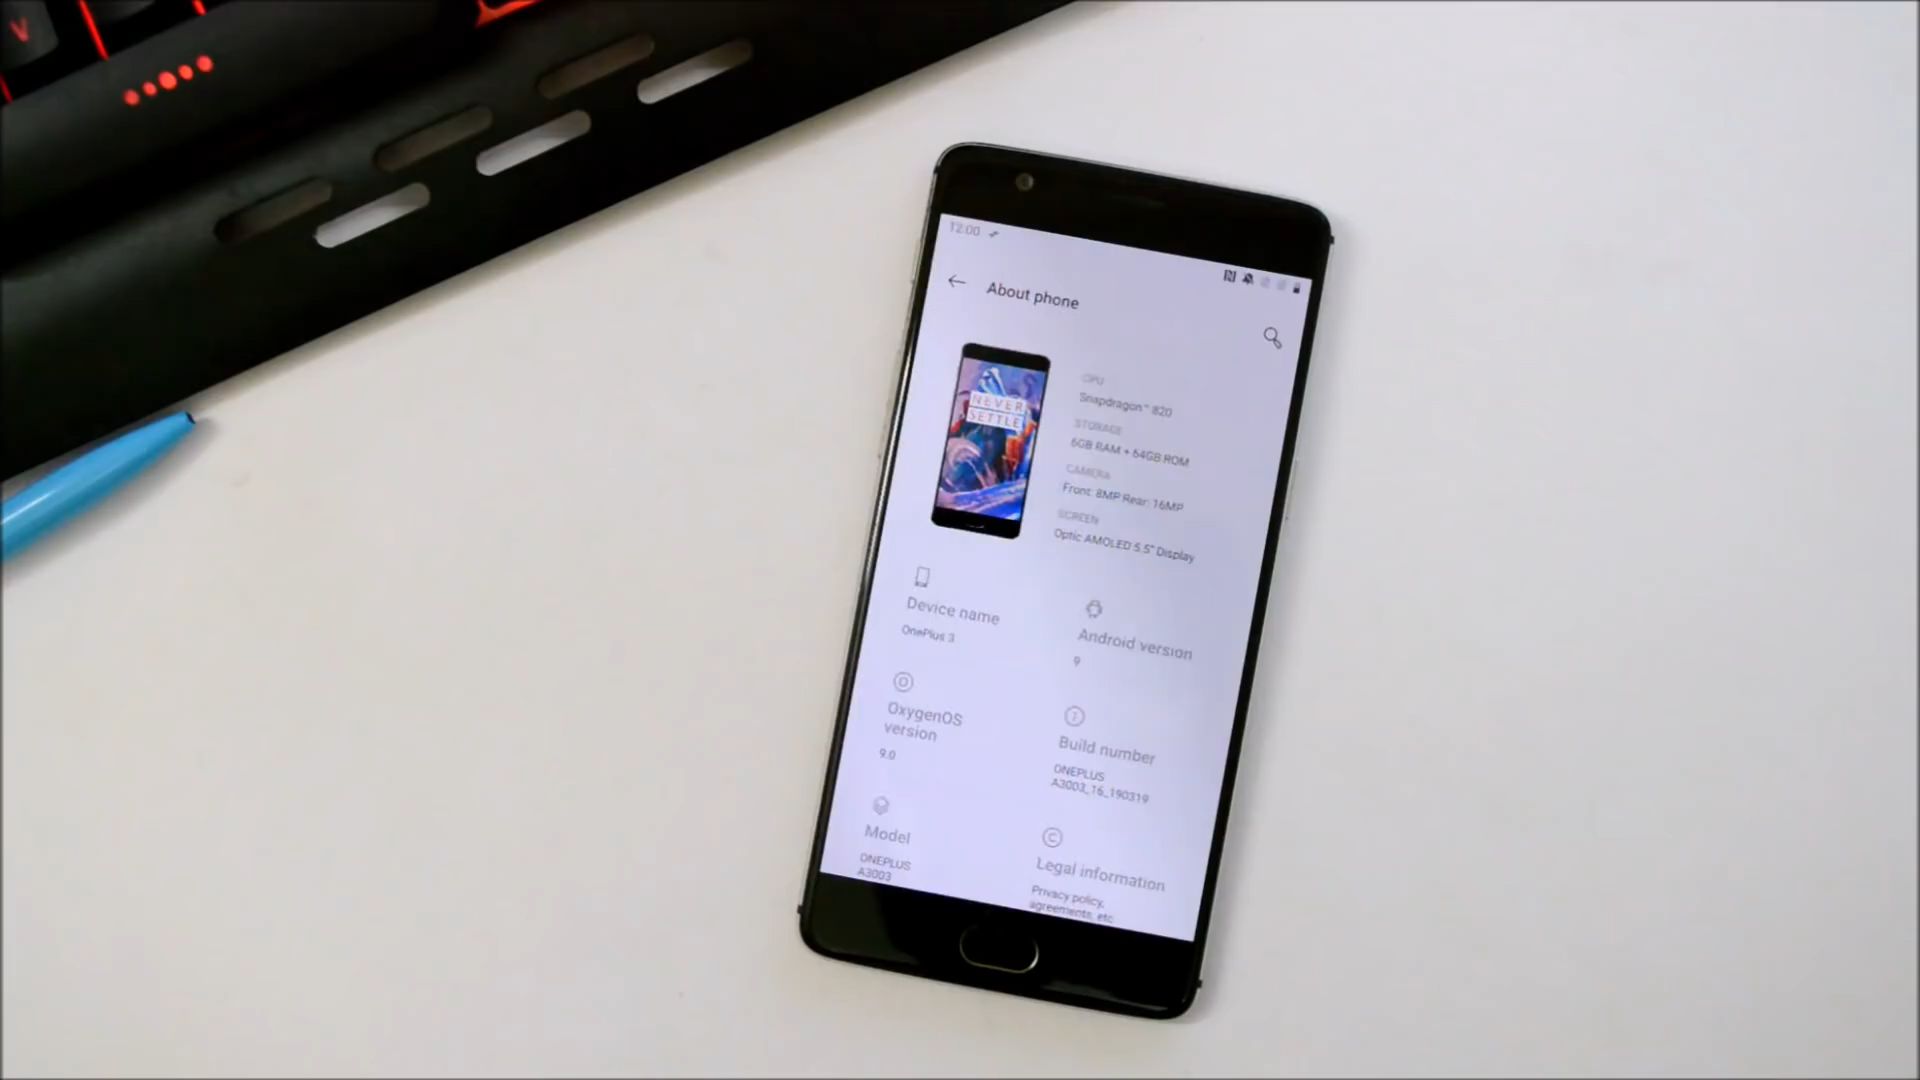 V
12:00
About phone
NEVER
SETTLE
CPU
Snapdragon™ 820
STORAGE
6GB RAM + 64GB ROM
CAMERA
Front: 8MP Rear: 16MP
SCREEN
Optic AMOLED 5.5" Display
Device name
OnePlus 3
Android version
9
OxygenOS
version
9.0
Build number
ONEPLUS
A3003_16_190319
Model
ONEPLUS
A3003
Legal information
Privacy policy,
agreements, etc